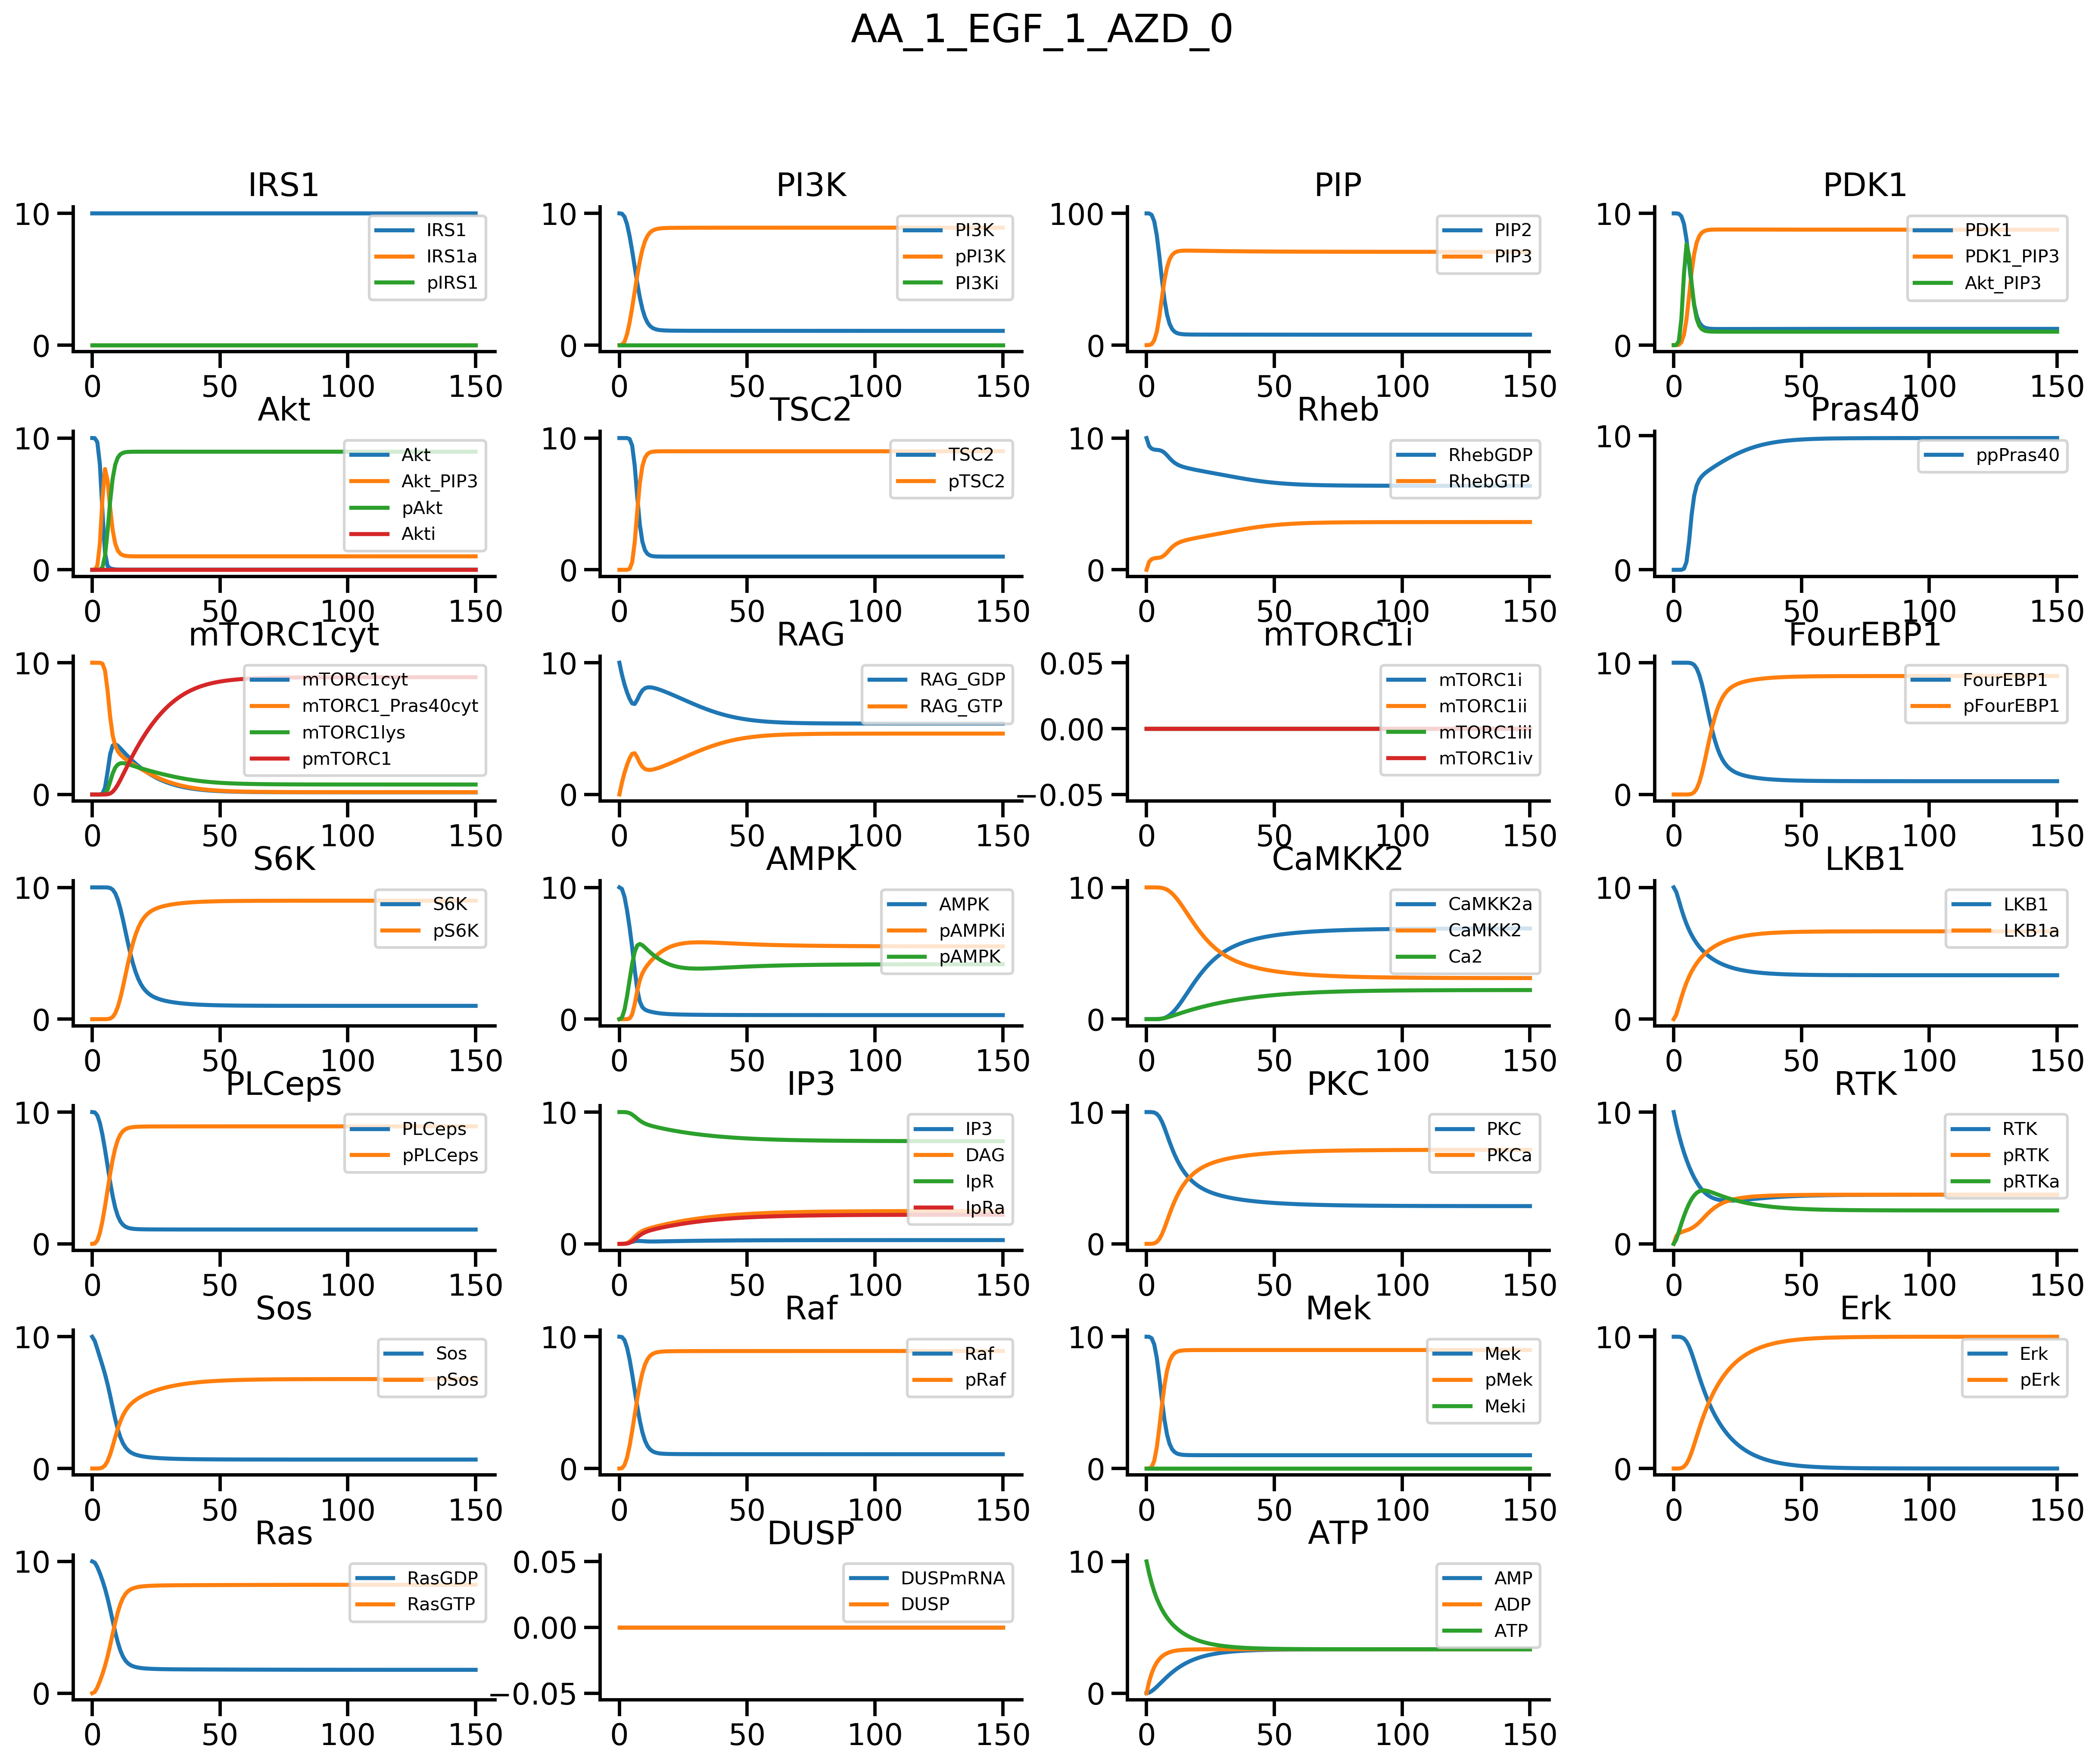 AA_1_EGF_1_AZD_0
IRS1
10
0
0 50 100 150
IRS1
IRS1a
pIRS1
PI3K
10
0
0 50 100 150
PI3K
pPI3K
PI3Ki
PIP
100
0
0 50 100 150
PIP2
PIP3
PDK1
10
0
0 50 100 150
PDK1
PDK1_PIP3
Akt_PIP3
Akt
10
0
0 50 100 150
Akt
Akt_PIP3
pAkt
Akti
TSC2
10
0
0 50 100 150
TSC2
pTSC2
Rheb
10
0
0 50 100 150
RhebGDP
RhebGTP
Pras40
10
0
0 50 100 150
ppPras40
mTORC1cyt
10
0
0 50 100 150
mTORC1cyt
mTORC1_Pras40cyt
mTORC1lys
pmTORC1
RAG
10
0
0 50 100 150
RAG_GDP
RAG_GTP
mTORC1i
0.05
0.00
−0.05
0 50 100 150
mTORC1i
mTORC1ii
mTORC1iii
mTORC1iv
FourEBP1
10
0
0 50 100 150
FourEBP1
pFourEBP1
S6K
10
0
0 50 100 150
S6K
pS6K
AMPK
10
0
0 50 100 150
AMPK
pAMPKi
pAMPK
CaMKK2
10
0
0 50 100 150
CaMKK2a
CaMKK2
Ca2
LKB1
10
0
0 50 100 150
LKB1
LKB1a
PLCeps
10
0
0 50 100 150
PLCeps
pPLCeps
IP3
10
0
0 50 100 150
IP3
DAG
IpR
IpRa
PKC
10
0
0 50 100 150
PKC
PKCa
RTK
10
0
0 50 100 150
RTK
pRTK
pRTKa
Sos
10
0
0 50 100 150
Sos
pSos
Raf
10
0
0 50 100 150
Raf
pRaf
Mek
10
0
0 50 100 150
Mek
pMek
Meki
Erk
10
0
0 50 100 150
Erk
pErk
Ras
10
0
0 50 100 150
RasGDP
RasGTP
DUSP
0.05
0.00
−0.05
0 50 100 150
DUSPmRNA
DUSP
ATP
10
0
0 50 100 150
AMP
ADP
ATP